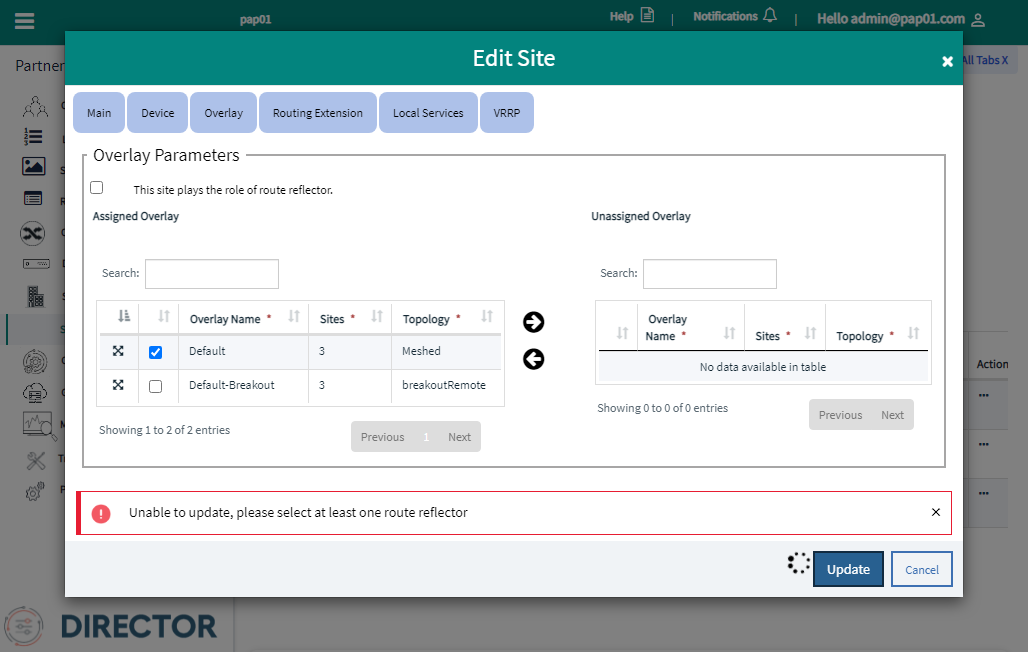 pap01
Help
|
Notifications
|
Hello admin@pap01.com
Edit Site
×
Partner
All Tabs X
Main
Device
Overlay
Routing Extension
Local Services
VRRP
Overlay Parameters
This site plays the role of route reflector.
Assigned Overlay
Unassigned Overlay
Search:
Search:
Overlay Name * Sites * Topology *
Default 3 Meshed
Default-Breakout 3 breakoutRemote
Showing 1 to 2 of 2 entries
Previous 1 Next
Overlay Name * Sites * Topology *
No data available in table
Showing 0 to 0 of 0 entries
Previous Next
Action
Unable to update, please select at least one route reflector
×
Update
Cancel
DIRECTOR